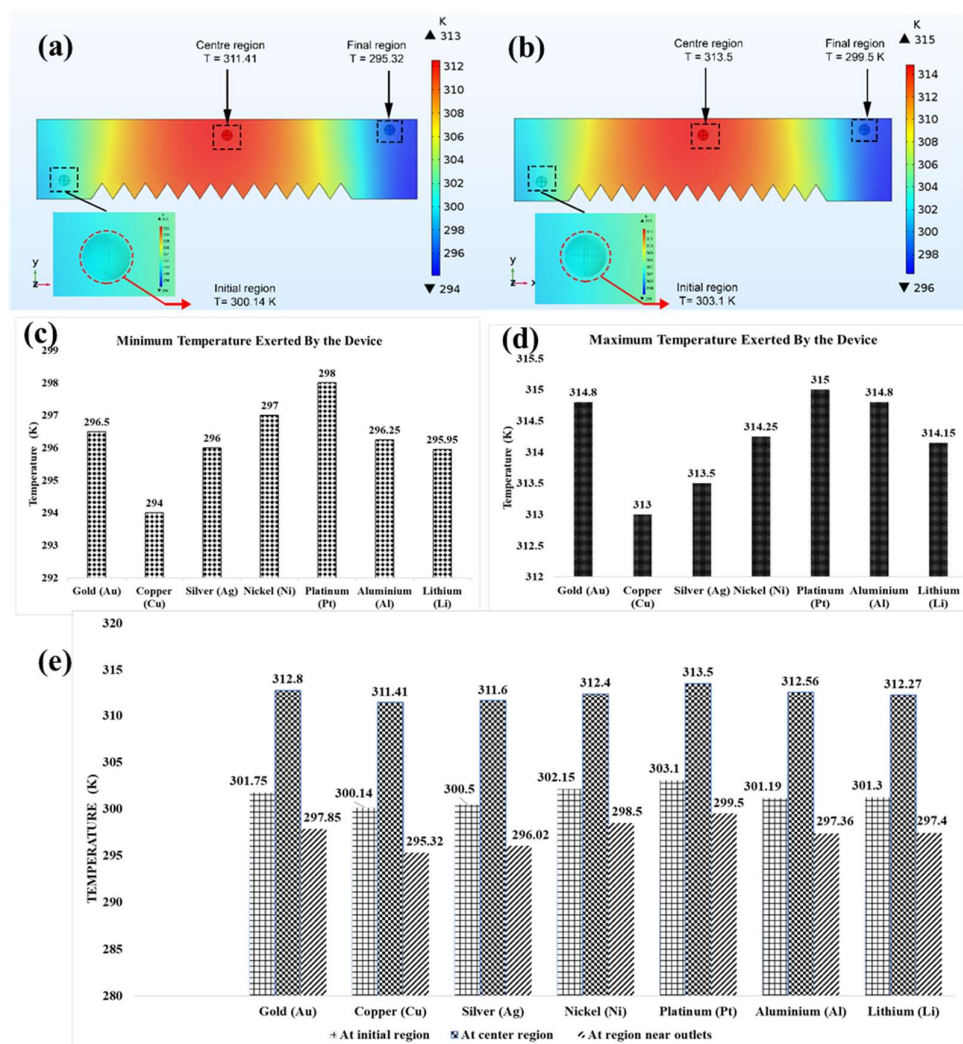 (a)
Centre region
T = 311.41
Final region
T = 295.32
K
▲ 313
312
310
308
306
304
302
300
298
296
▼ 294
y
z
Initial region
T = 300.14 K
(b)
Centre region
T = 313.5
Final region
T = 299.5 K
K
▲ 315
314
312
310
308
306
304
302
300
298
▼ 296
y
z
x
Initial region
T= 303.1 K
(c)
Minimum Temperature Exerted By the Device
Temperature (K)
299
298
297
296
295
294
293
292
296.5
294
296
297
298
296.25
295.95
Gold (Au)
Copper (Cu)
Silver (Ag)
Nickel (Ni)
Platinum (Pt)
Aluminium (Al)
Lithium (Li)
(d)
Maximum Temperature Exerted By the Device
Temperature (K)
315.5
315
314.5
314
313.5
313
312.5
312
314.8
313
313.5
314.25
315
314.8
314.15
Gold (Au)
Copper (Cu)
Silver (Ag)
Nickel (Ni)
Platinum (Pt)
Aluminium (Al)
Lithium (Li)
(e)
TEMPERATURE (K)
320
315
310
305
300
295
290
285
280
301.75
312.8
297.85
300.14
311.41
295.32
300.5
311.6
296.02
302.15
312.4
298.5
303.1
313.5
299.5
301.19
312.56
297.36
301.3
312.27
297.4
Gold (Au)
Copper (Cu)
Silver (Ag)
Nickel (Ni)
Platinum (Pt)
Aluminium (Al)
Lithium (Li)
At initial region
At center region
At region near outlets